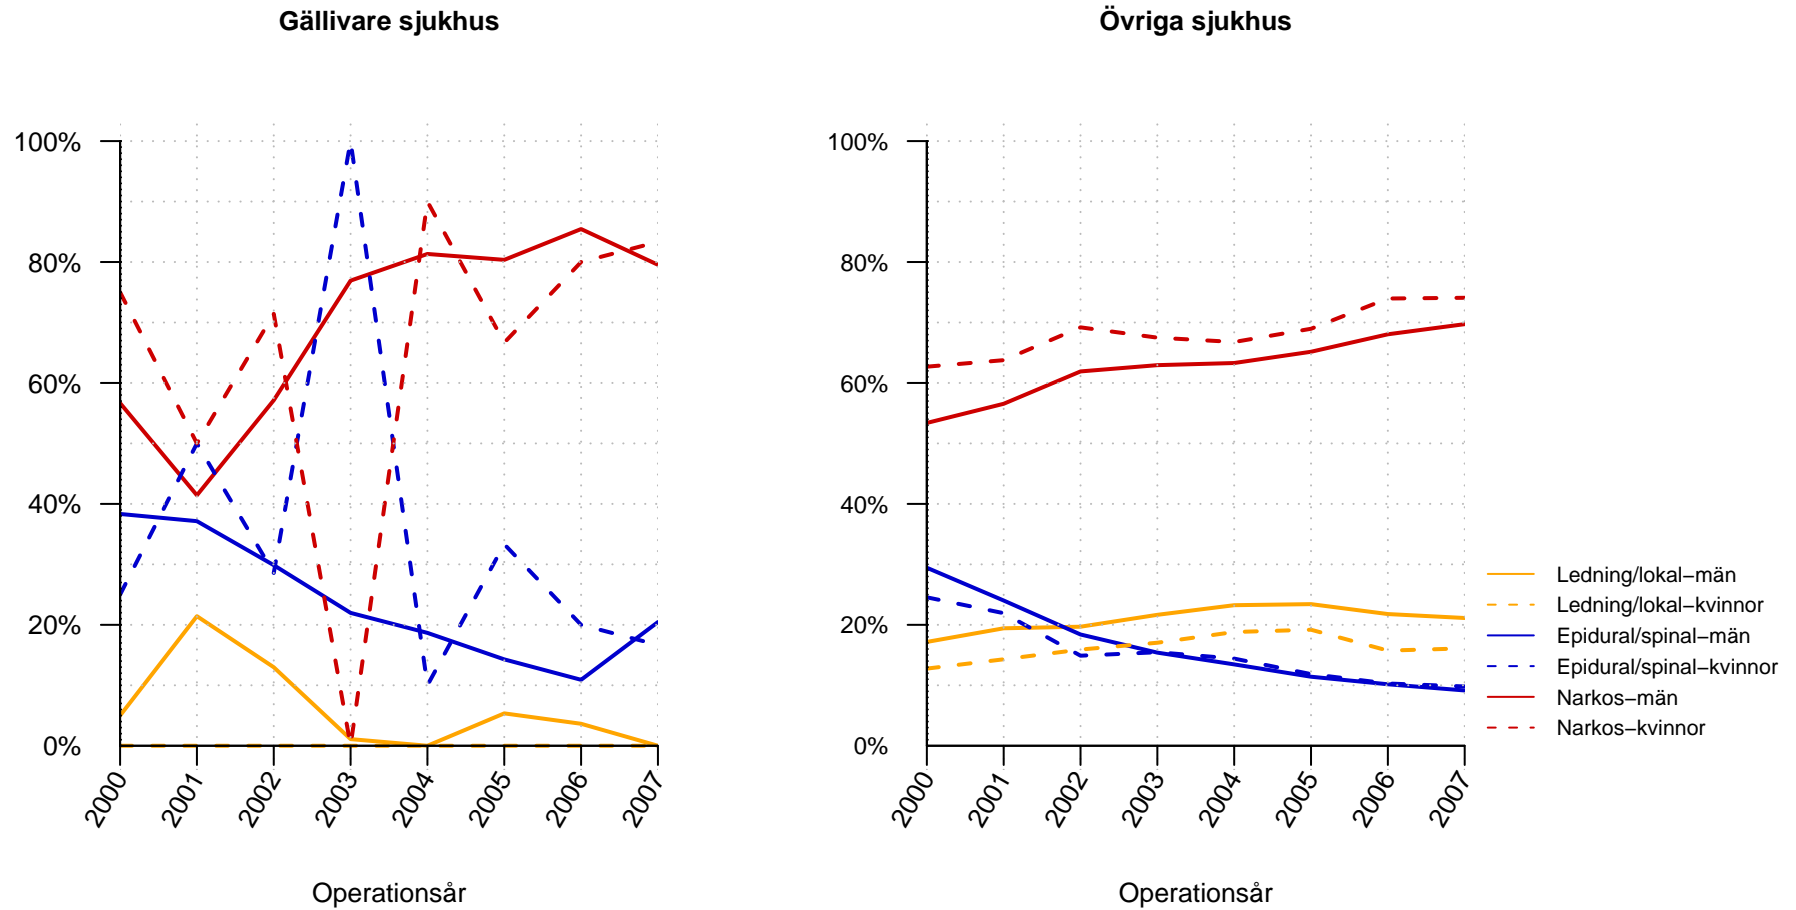 Gällivare sjukhus
100%
80%
60%
40%
20%
0%
2000
2001
2002
2003
2004
2005
2006
2007
Operationsår
Övriga sjukhus
100%
80%
60%
40%
20%
0%
2000
2001
2002
2003
2004
2005
2006
2007
Operationsår
Ledning/lokal−män
Ledning/lokal−kvinnor
Epidural/spinal−män
Epidural/spinal−kvinnor
Narkos−män
Narkos−kvinnor